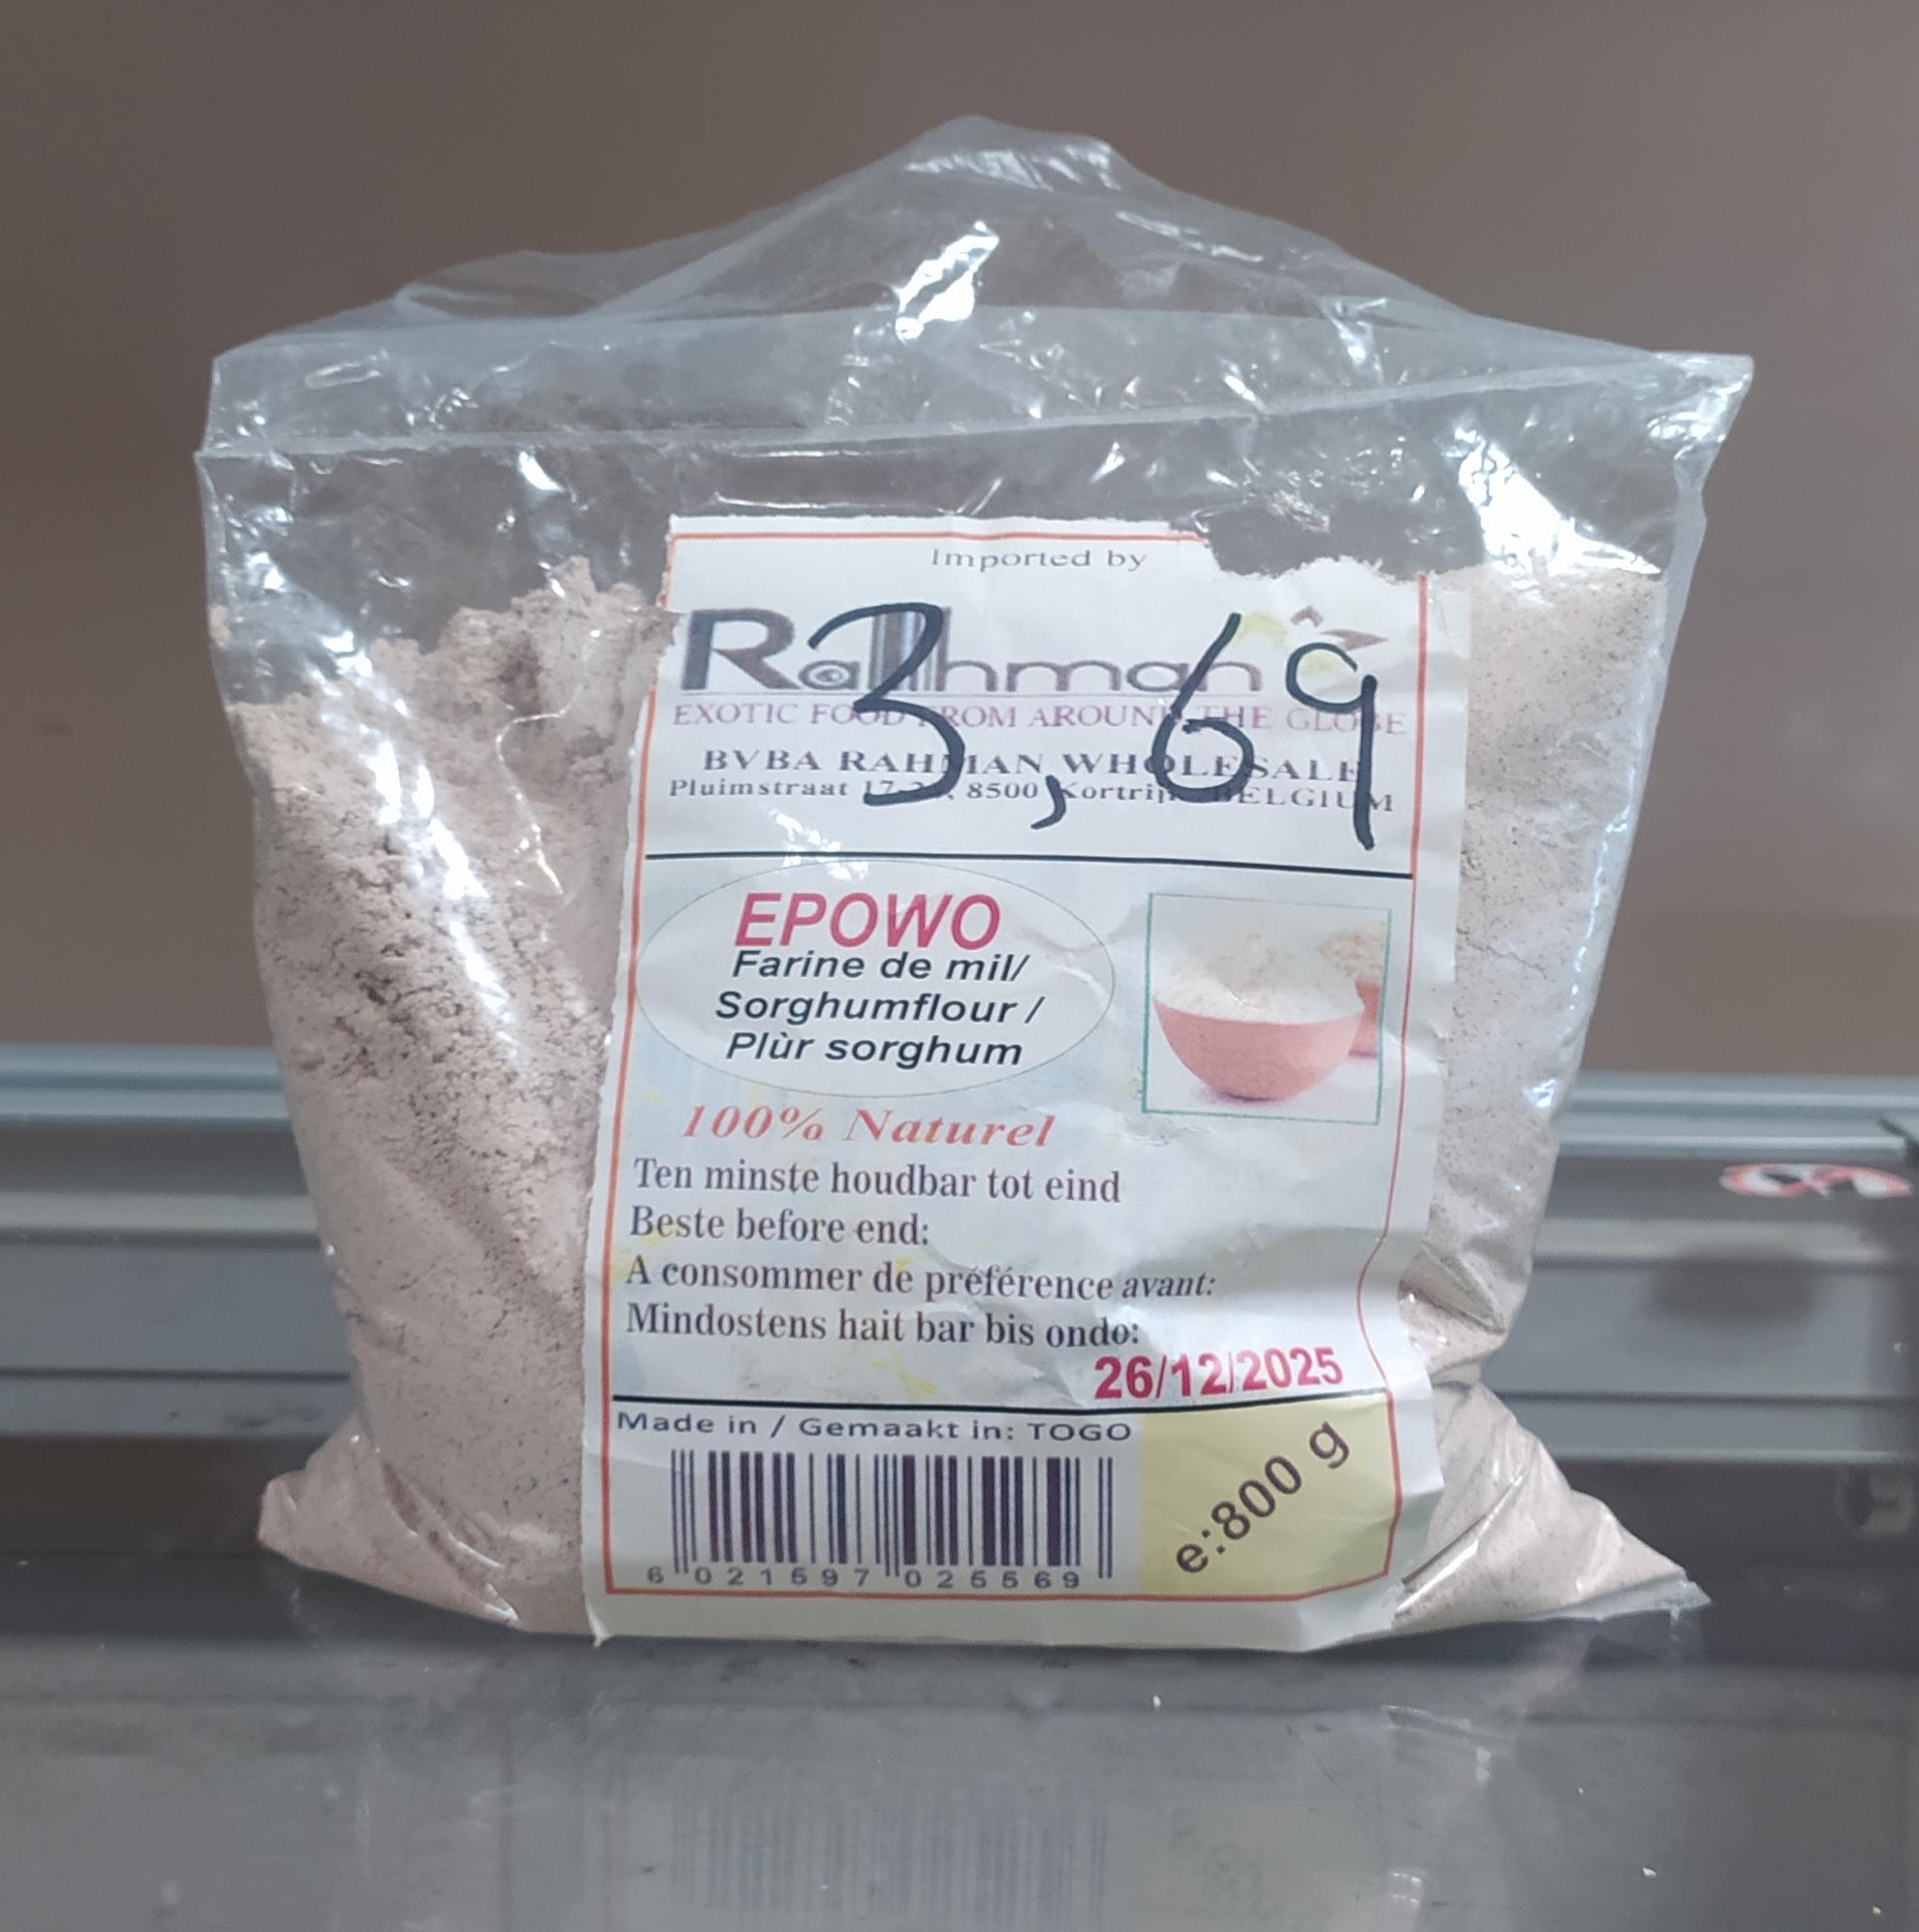 Imported by
Rahman
3,69
EXOTIC FOOD FROM AROUND THE GLOBE
BVBA RAHMAN WHOLESALE
Pluimstraat 8500 Kortrijk BELGIUM
EPOWO
Farine de mil/
Sorghumflour /
Plùr sorghum
100% Naturel
Ten minste houdbar tot eind
Beste before end:
A consommer de préférence avant:
Mindostens hait bar bis ondo:
26/12/2025
Made in / Gemaakt in: TOGO
e:800 g
6 021697 025569